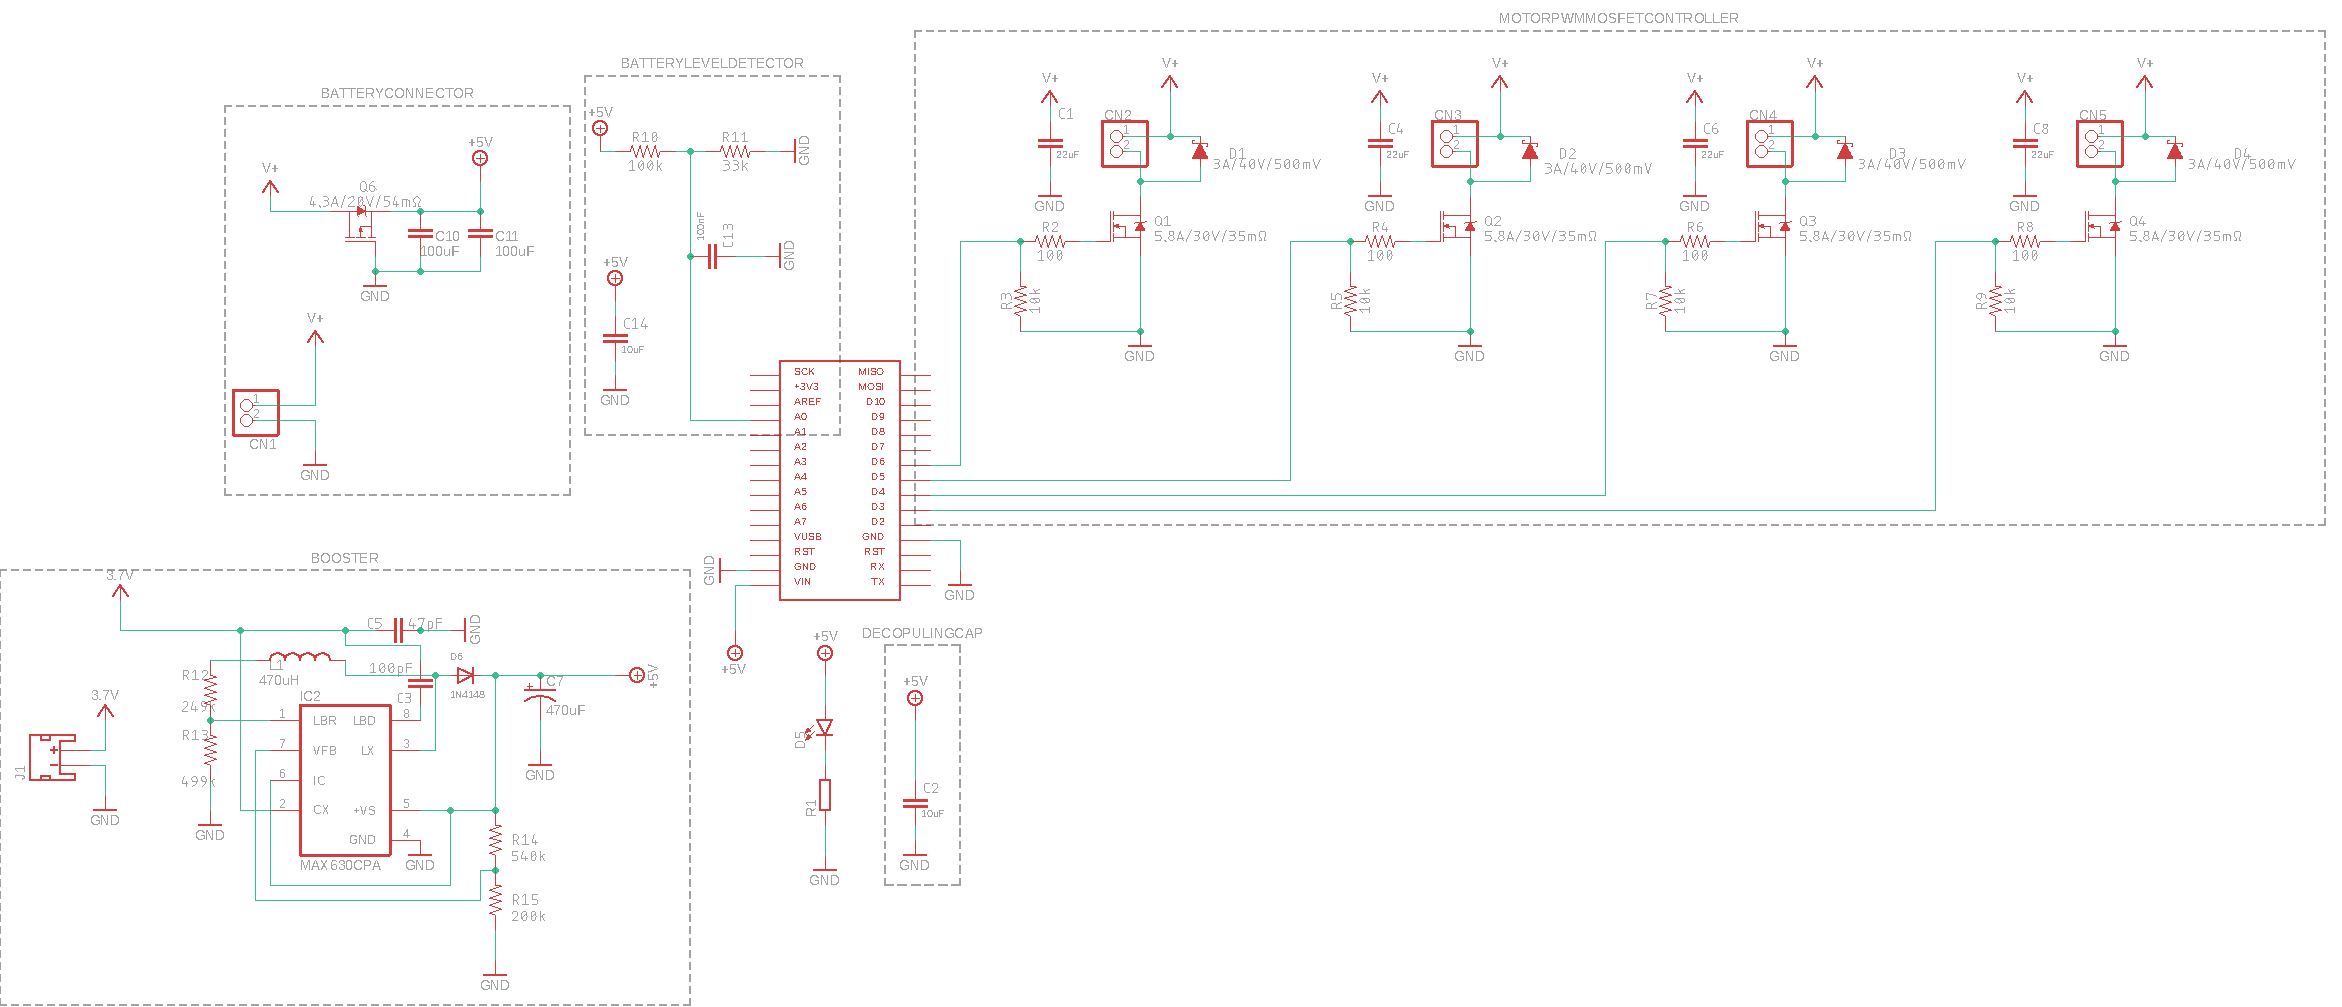 MOTORPWMMOSFETCONTROLLER
BATTERYLEVELDETECTOR
BATTERYCONNECTOR
V+
Q6
4.3A/20V/54mΩ
+5V
C10
100uF
C11
100uF
GND
V+
1
2
CN1
GND
+5V
R10
100k
R11
33k
GND
100nF
C13
GND
+5V
C14
10uF
GND
V+
C1
22uF
GND
V+
CN2
1
2
D1
3A/40V/500mV
Q1
5.8A/30V/35mΩ
R2
100
R3
10k
GND
V+
C4
22uF
GND
V+
CN3
1
2
D2
3A/40V/500mV
Q2
5.8A/30V/35mΩ
R4
100
R5
10k
GND
V+
C6
22uF
GND
V+
CN4
1
2
D3
3A/40V/500mV
Q3
5.8A/30V/35mΩ
R6
100
R7
10k
GND
V+
C8
22uF
GND
V+
CN5
1
2
D4
3A/40V/500mV
Q4
5.8A/30V/35mΩ
R8
100
R9
10k
GND
SCK MISO
+3V3 MOSI
AREF D10
A0 D9
A1 D8
A2 D7
A3 D6
A4 D5
A5 D4
A6 D3
A7 D2
VUSB GND
RST RST
GND RX
VIN TX
GND
+5V
GND
BOOSTER
3.7V
C5 47pF
GND
L1
470uH
R12
249k
R13
499k
GND
100pF
C3
D6
1N4148
C7
470uF
GND
+5V
3.7V
J1
GND
IC2
1 LBR LBD 8
7 VFB LX 3
6 IC
2 CX +VS 5
GND 4
MAX630CPA
GND
R14
540k
R15
200k
GND
+5V
D5
R1
GND
DECOPULINGCAP
+5V
C2
10uF
GND